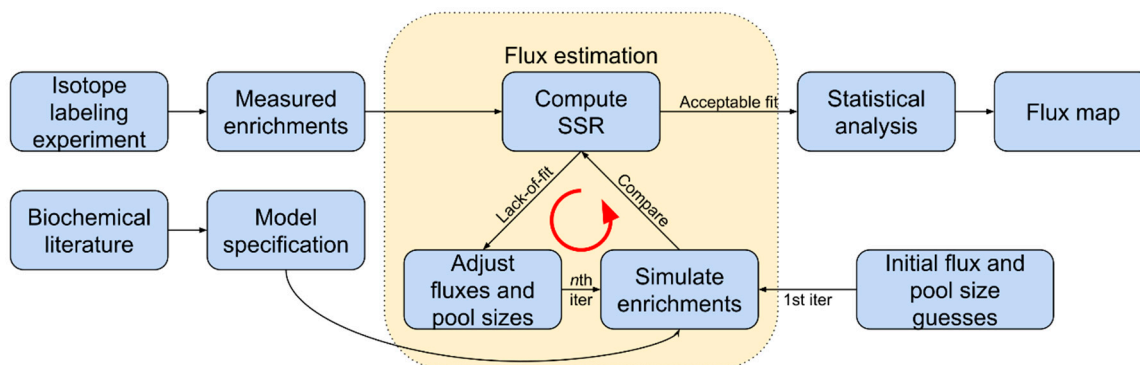 Flux estimation
Isotope
labeling
experiment
Measured
enrichments
Compute
SSR
Acceptable fit
Statistical
analysis
Flux map
Lack-of-fit
Compare
Biochemical
literature
Model
specification
Adjust
fluxes and
pool sizes
nth
iter
Simulate
enrichments
1st iter
Initial flux and
pool size
guesses